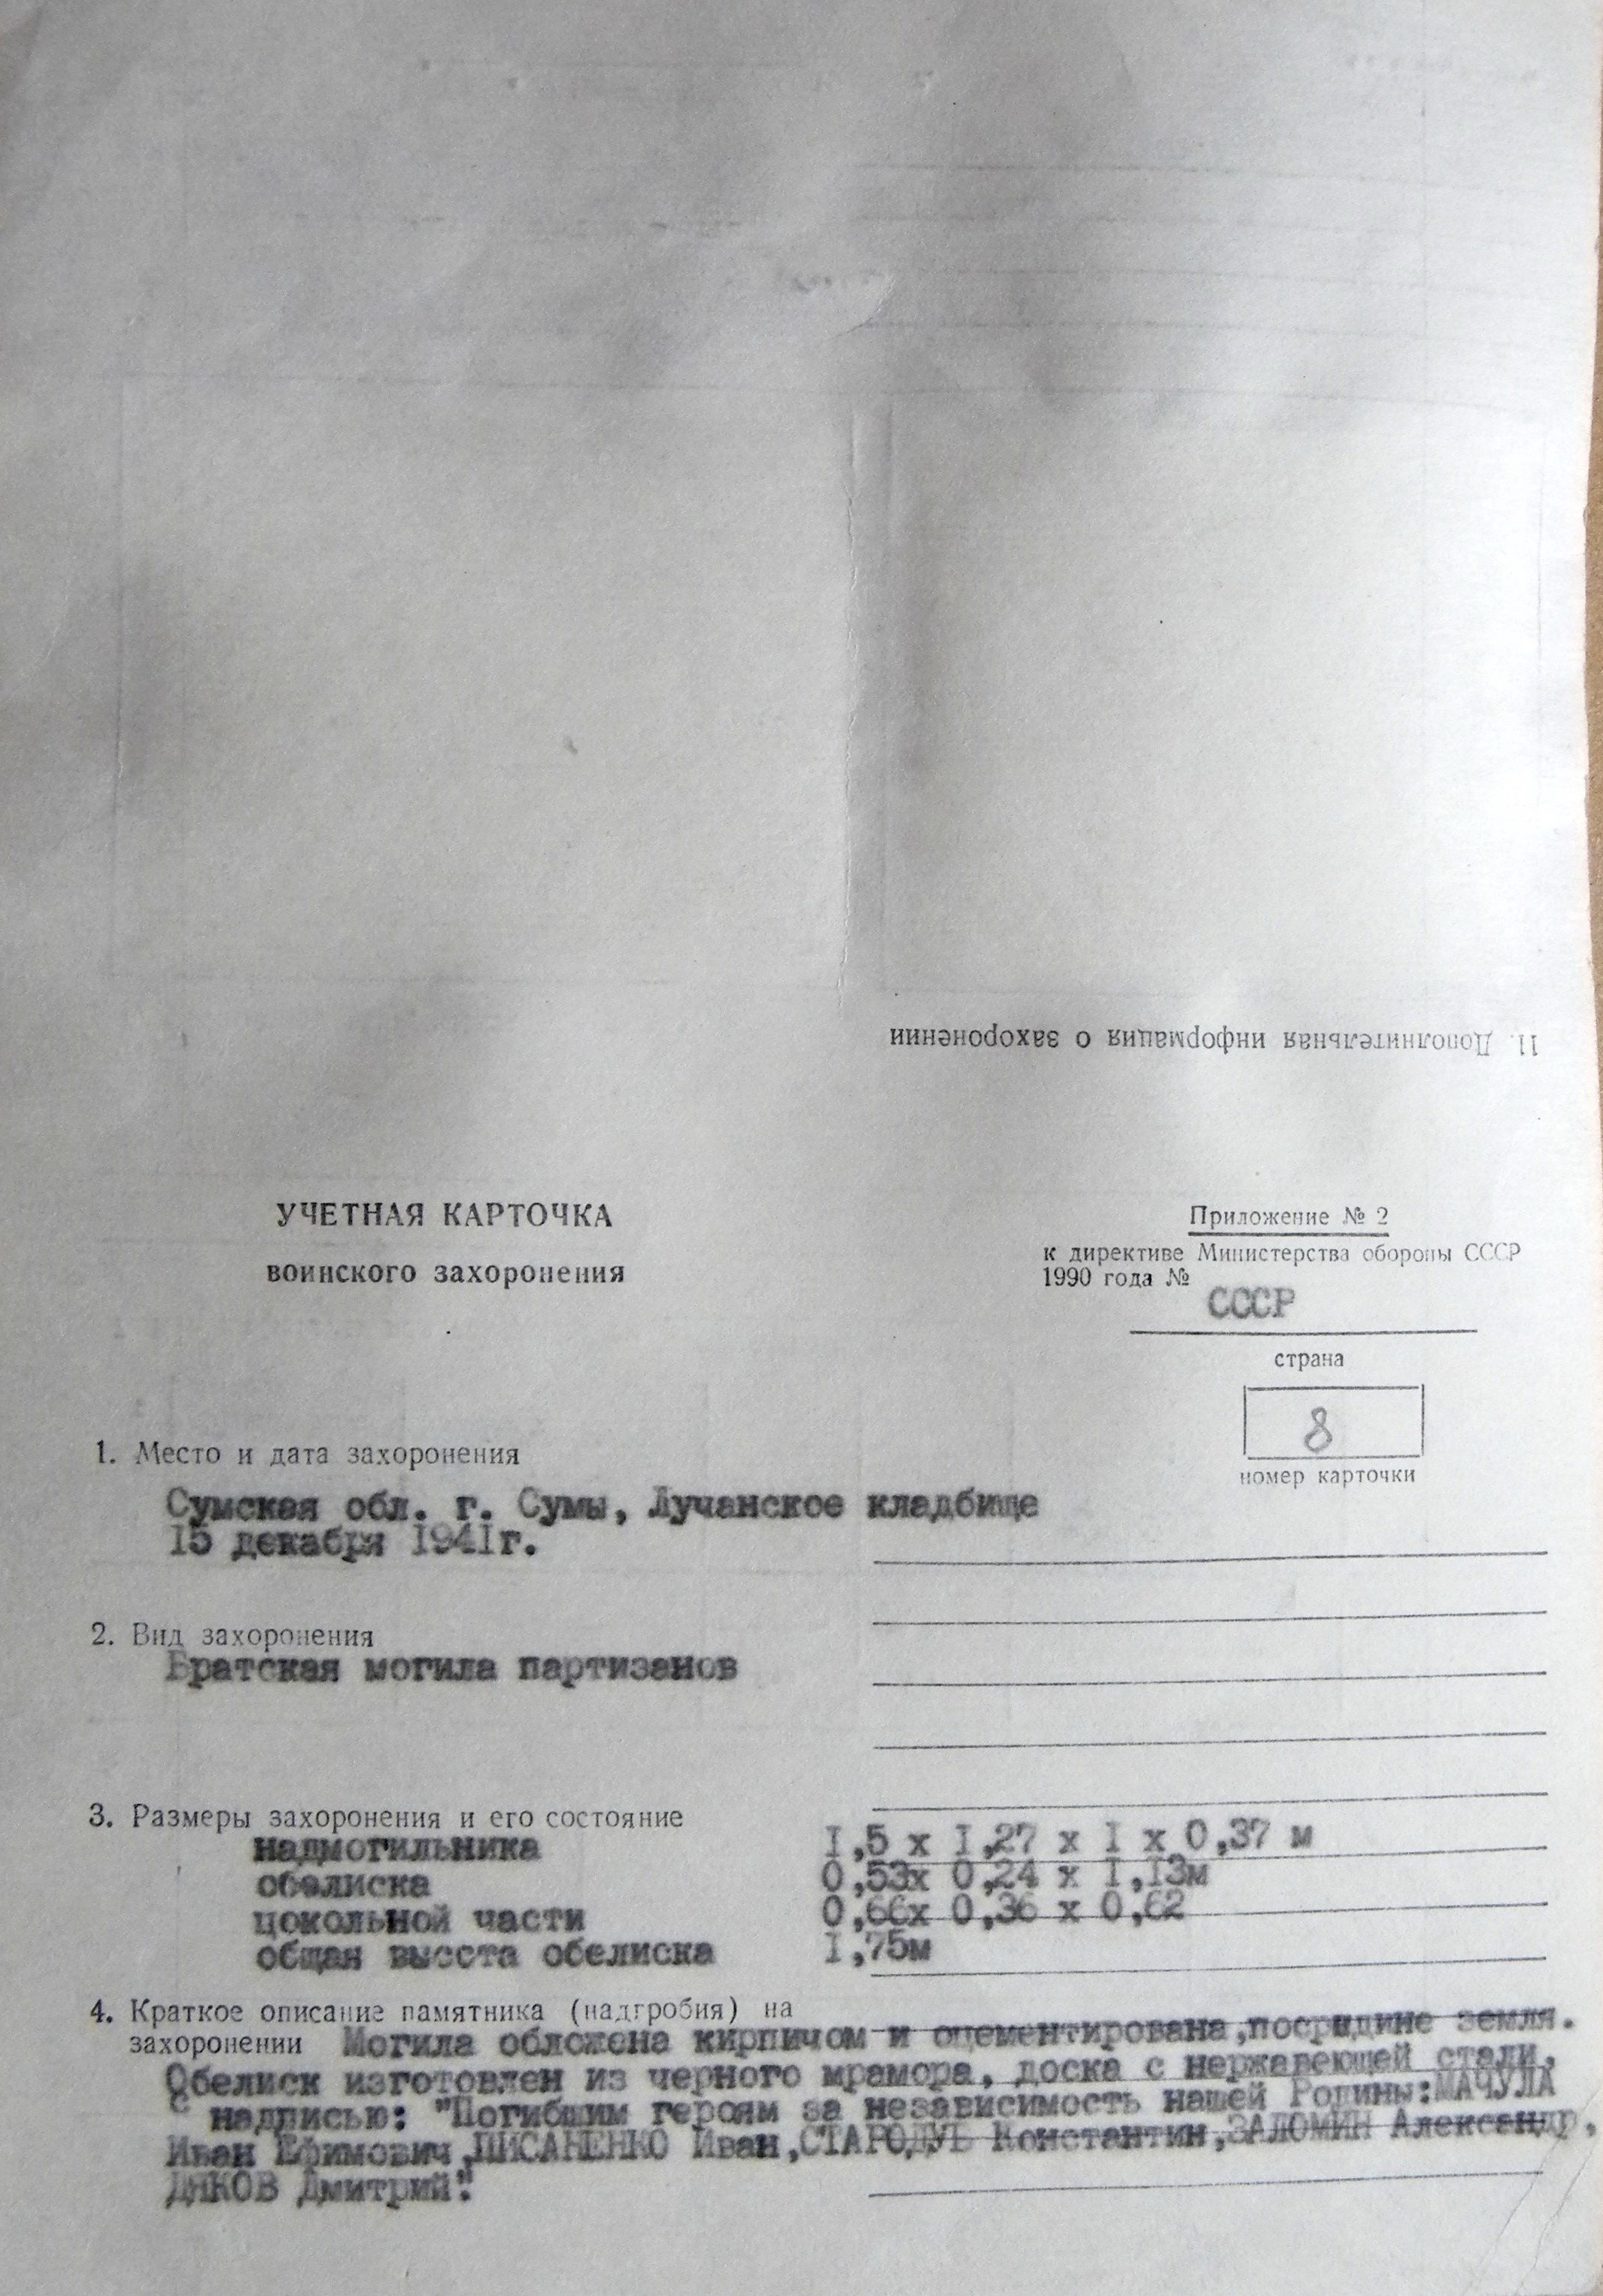 11. Дополнительная информация о захоронении
УЧЕТНАЯ КАРТОЧКА
воинского захоронения
Приложение № 2
к директиве Министерства обороны СССР
1990 года №
СССР
страна
8
номер карточки
1. Место и дата захоронения
Сумская обл. г. Сумы, Лучанское кладбище
15 декабря 1941г.
2. Вид захоронения
Братская могила партизанов
3. Размеры захоронения и его состояние
надмогильника I,5 х I,27 х I х 0,37 м
обелиска 0,53х 0,24 х I,I3м
цокольной части 0,66х 0,36 х 0,62
общая высота обелиска I,75м
4. Краткое описание памятника (надгробия) на
захоронении Могила обложена кирпичом и оцементирована,посридине земля.
Обелиск изготовлен из черного мрамора, доска с нержавеющей стали,
с надписью: "Погибшим героям за независимость нашей Родины:МАЧУЛА
Иван Ефимович,ПИСАНЕНКО Иван,СТАРОДУБ Константин,ЗАЛОМИН Александр,
ДЯКОВ Дмитрий".